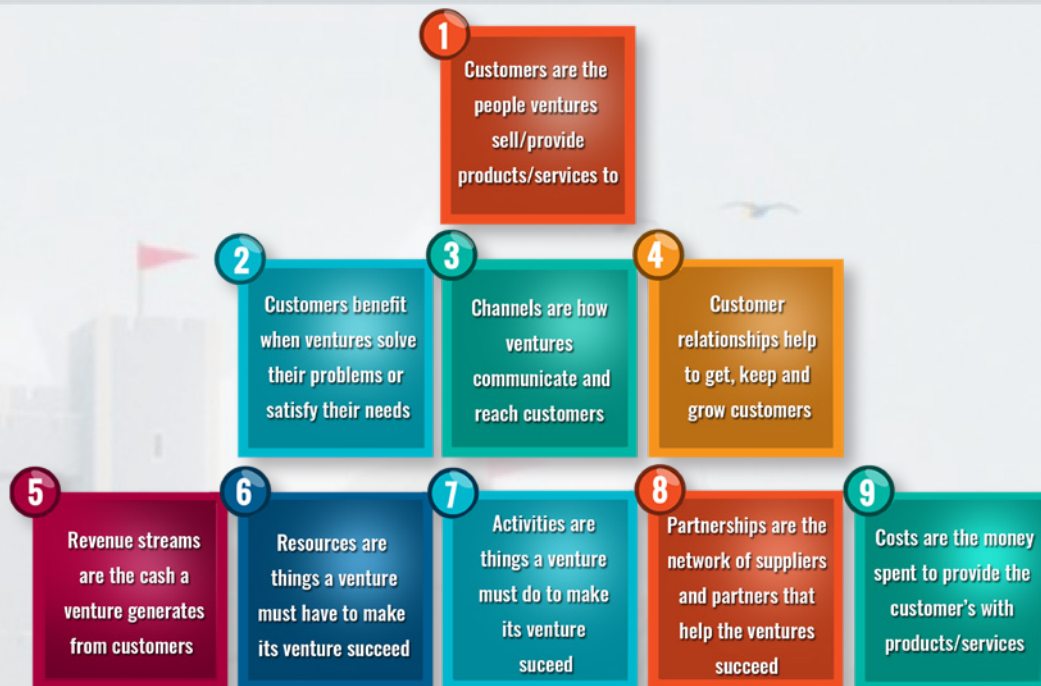 1
Customers are the
people ventures
sell/provide
products/services to
2
Customers benefit
when ventures solve
their problems or
satisfy their needs
3
Channels are how
ventures
communicate and
reach customers
4
Customer
relationships help
to get, keep and
grow customers
5
Revenue streams
are the cash a
venture generates
from customers
6
Resources are
things a venture
must have to make
its venture succeed
7
Activities are
things a venture
must do to make
its venture
suceed
8
Partnerships are the
network of suppliers
and partners that
help the ventures
succeed
9
Costs are the money
spent to provide the
customer's with
products/services